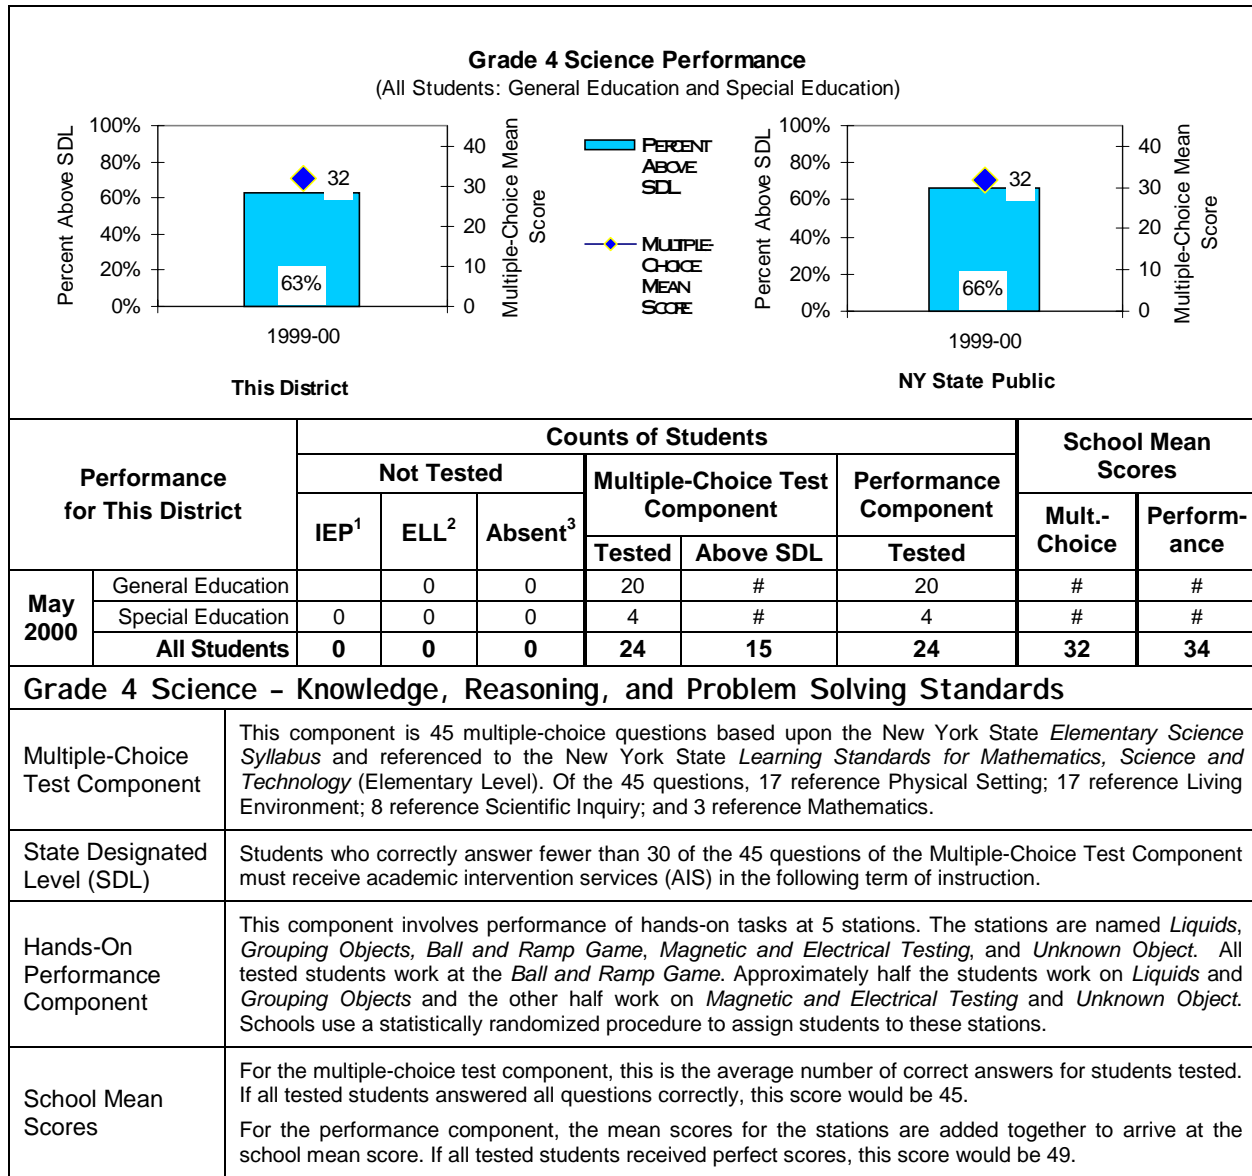 Grade 4 Science Performance
(All Students: General Education and Special Education)
Percent Above SDL
100%
80%
60%
40%
20%
0%
32
63%
40
30
20
10
0
Multiple-Choice Mean
Score
1999-00
This District
PERCENT
ABOVE
SDL
MULTIPLE-
CHOICE
MEAN
SCORE
Percent Above SDL
100%
80%
60%
40%
20%
0%
32
66%
40
30
20
10
0
Multiple-Choice Mean
Score
1999-00
NY State Public
Performance
for This District
Counts of Students
School Mean
Scores
Not Tested
Multiple-Choice Test
Component
Performance
Component
IEP1
ELL2
Absent3
Mult.-
Choice
Perform-
ance
Tested Above SDL Tested
May
2000
General Education 0 0 20 # 20 # #
Special Education 0 0 0 4 # 4 # #
All Students 0 0 0 24 15 24 32 34
Grade 4 Science – Knowledge, Reasoning, and Problem Solving Standards
Multiple-Choice
Test Component
This component is 45 multiple-choice questions based upon the New York State Elementary Science
Syllabus and referenced to the New York State Learning Standards for Mathematics, Science and
Technology (Elementary Level). Of the 45 questions, 17 reference Physical Setting; 17 reference Living
Environment; 8 reference Scientific Inquiry; and 3 reference Mathematics.
State Designated
Level (SDL)
Students who correctly answer fewer than 30 of the 45 questions of the Multiple-Choice Test Component
must receive academic intervention services (AIS) in the following term of instruction.
Hands-On
Performance
Component
This component involves performance of hands-on tasks at 5 stations. The stations are named Liquids,
Grouping Objects, Ball and Ramp Game, Magnetic and Electrical Testing, and Unknown Object. All
tested students work at the Ball and Ramp Game. Approximately half the students work on Liquids and
Grouping Objects and the other half work on Magnetic and Electrical Testing and Unknown Object.
Schools use a statistically randomized procedure to assign students to these stations.
School Mean
Scores
For the multiple-choice test component, this is the average number of correct answers for students tested.
If all tested students answered all questions correctly, this score would be 45.
For the performance component, the mean scores for the stations are added together to arrive at the
school mean score. If all tested students received perfect scores, this score would be 49.